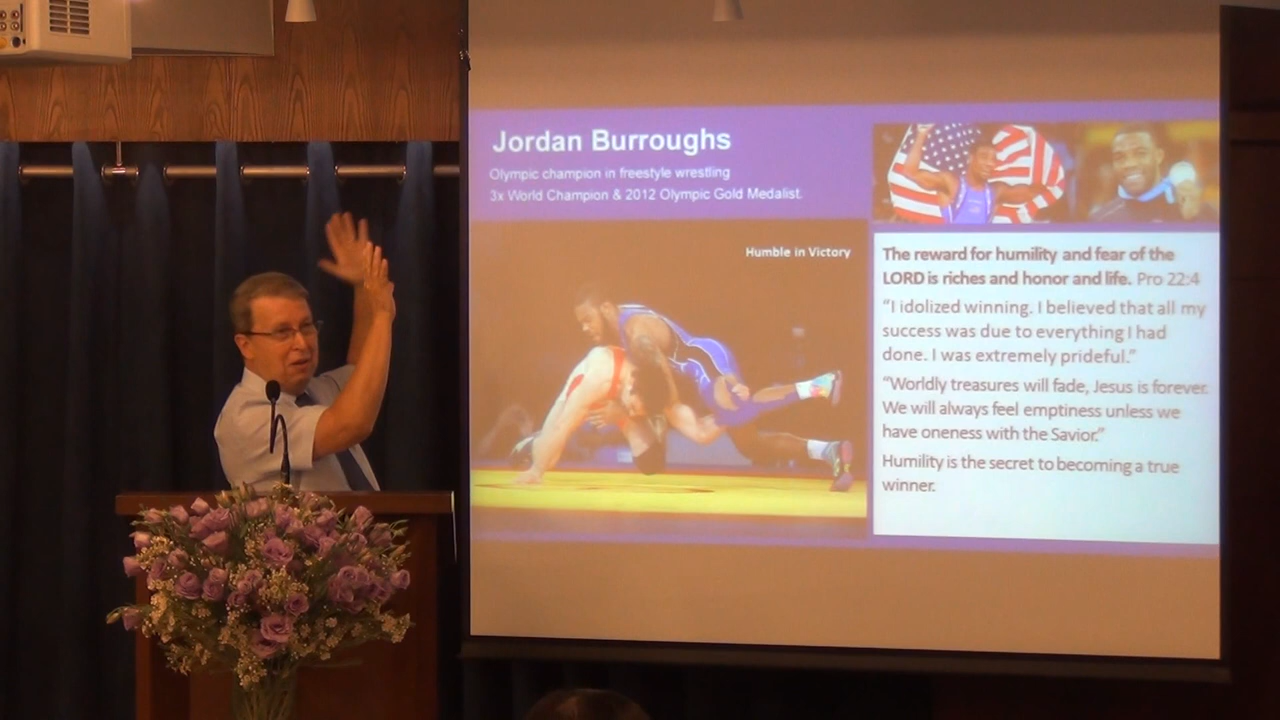 Jordan Burroughs
Olympic champion in freestyle wrestling
3x World Champion & 2012 Olympic Gold Medalist.
Humble in Victory
The reward for humility and fear of the
LORD is riches and honor and life. Pro 22:4
“I idolized winning. I believed that all my
success was due to everything I had
done. I was extremely prideful.”
“Worldly treasures will fade, Jesus is forever.
We will always feel emptiness unless we
have oneness with the Savior.”
Humility is the secret to becoming a true
winner.